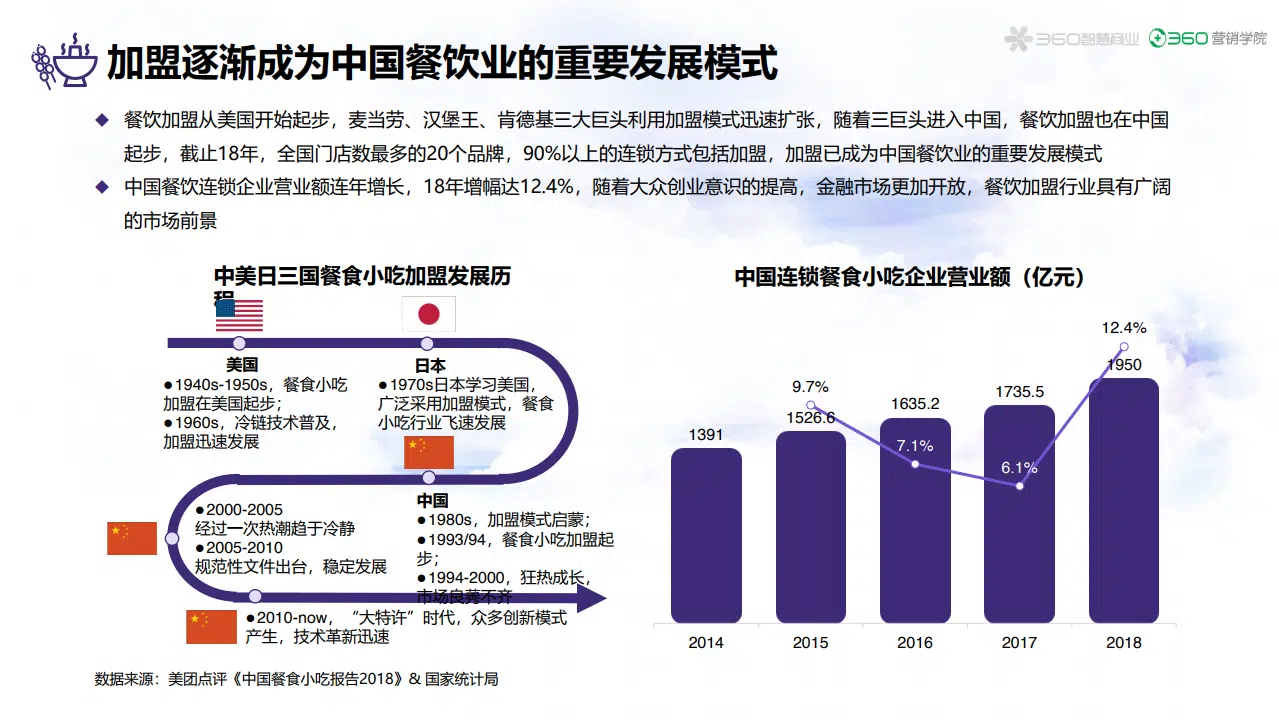 加盟逐渐成为中国餐饮业的重要发展模式
360智慧商业
360 营销学院
◆ 餐饮加盟从美国开始起步，麦当劳、汉堡王、肯德基三大巨头利用加盟模式迅速扩张，随着三巨头进入中国，餐饮加盟也在中国
起步，截止18年，全国门店数最多的20个品牌，90%以上的连锁方式包括加盟，加盟已成为中国餐饮业的重要发展模式
◆ 中国餐饮连锁企业营业额连年增长，18年增幅达12.4%，随着大众创业意识的提高，金融市场更加开放，餐饮加盟行业具有广阔
的市场前景
中美日三国餐食小吃加盟发展历
程
美国
●1940s-1950s，餐食小吃
加盟在美国起步；
●1960s，冷链技术普及，
加盟迅速发展
日本
●1970s日本学习美国，
广泛采用加盟模式，餐食
小吃行业飞速发展
中国
●1980s，加盟模式启蒙；
●1993/94，餐食小吃加盟起
步；
●1994-2000，狂热成长，
市场良莠不齐
●2000-2005
经过一次热潮趋于冷静
●2005-2010
规范性文件出台，稳定发展
●2010-now，“大特许”时代，众多创新模式
产生，技术革新迅速
中国连锁餐食小吃企业营业额（亿元）
12.4%
1950
9.7%
1735.5
1635.2
1526.6
1391
7.1%
6.1%
2014
2015
2016
2017
2018
数据来源：美团点评《中国餐食小吃报告2018》& 国家统计局